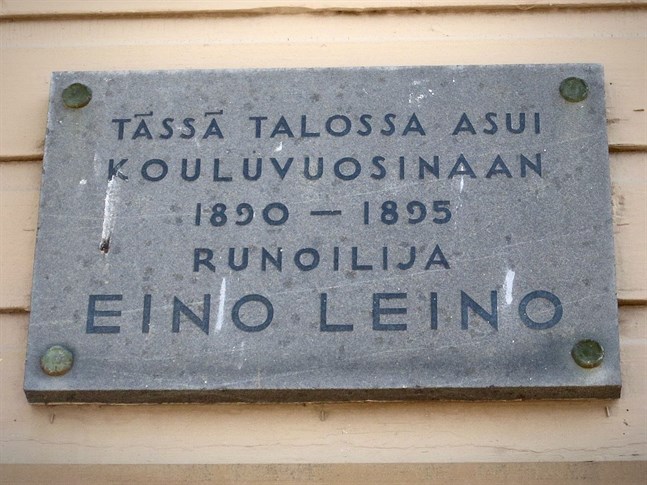 TÄSSÄ TALOSSA ASUI
KOULUVUOSINAAN
1890 — 1895
RUNOILIJA
EINO LEINO